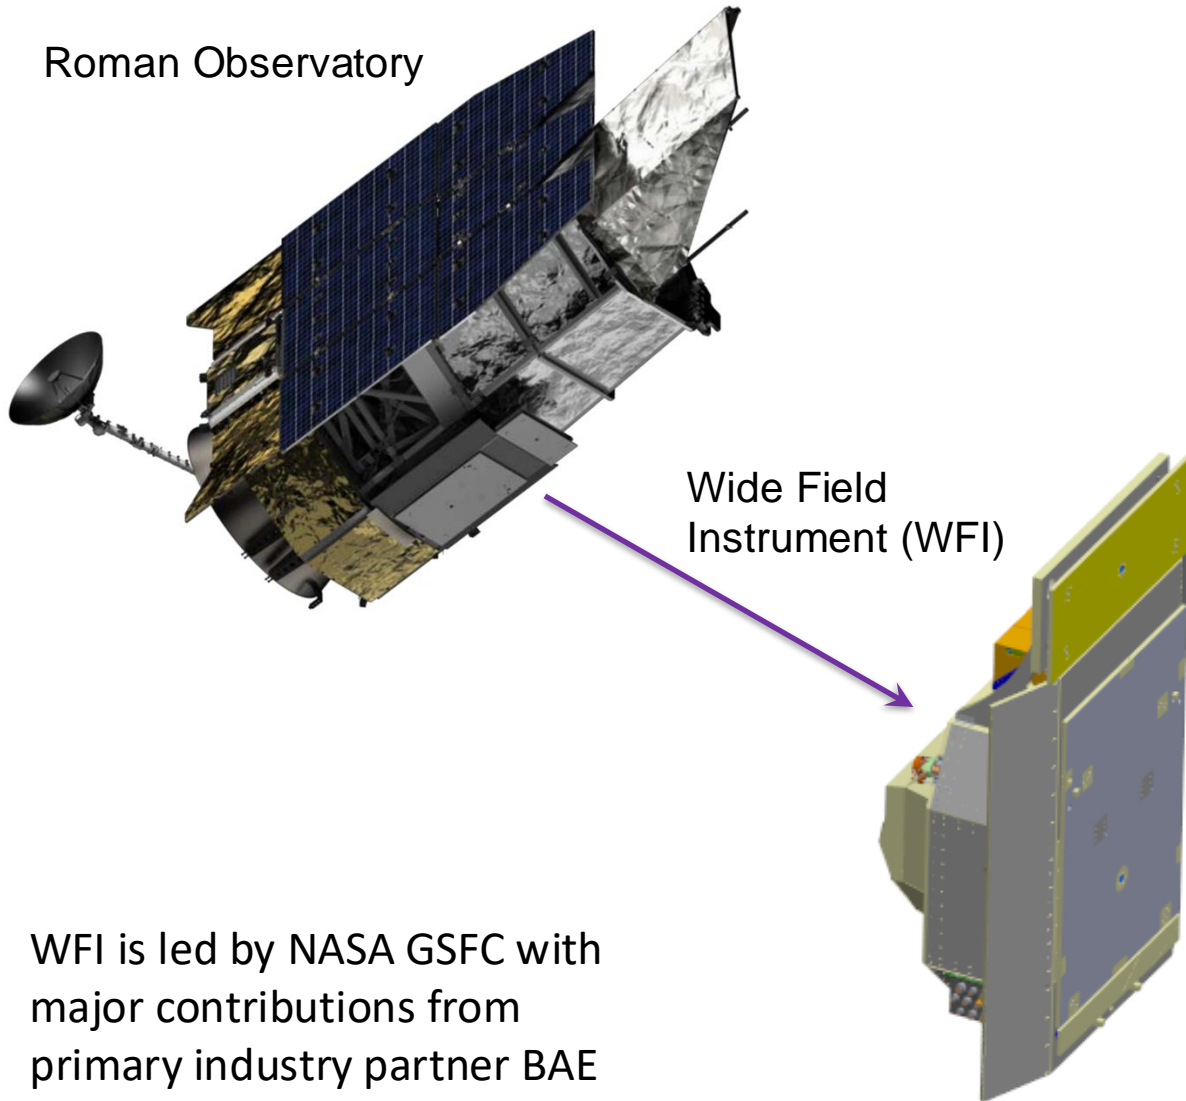 Roman Observatory
Wide Field
Instrument (WFI)
WFI is led by NASA GSFC with
major contributions from
primary industry partner BAE